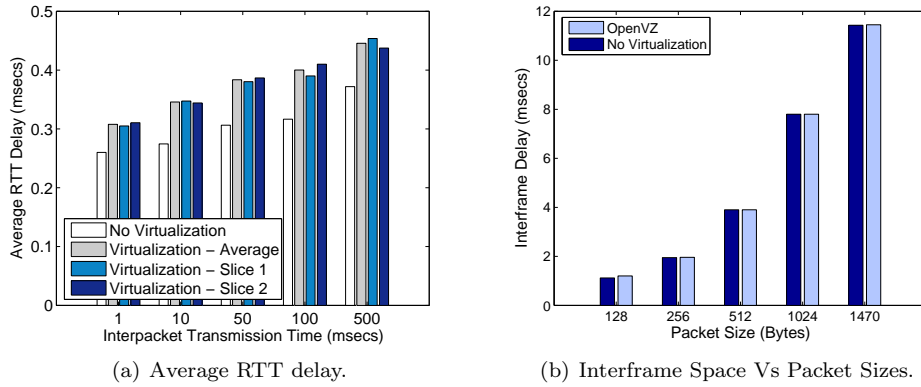 0.5
0.4
0.3
0.2
0.1
0
Average RTT Delay (msecs)
No Virtualization
Virtualization − Average
Virtualization − Slice 1
Virtualization − Slice 2
1 10 50 100 500
Interpacket Transmission Time (msecs)
(a) Average RTT delay.
12
10
8
6
4
2
0
Interframe Delay (msecs)
OpenVZ
No Virtualization
128 256 512 1024 1470
Packet Size (Bytes)
(b) Interframe Space Vs Packet Sizes.